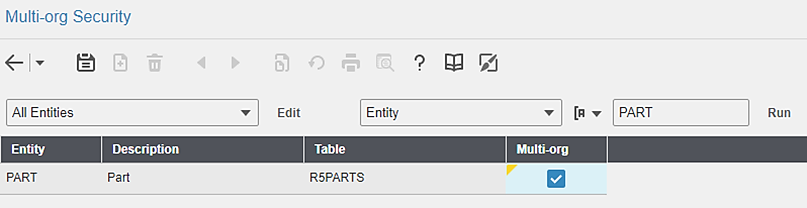 Multi-org Security
All Entities Edit Entity PART Run
Entity Description Table Multi-org
PART Part R5PARTS